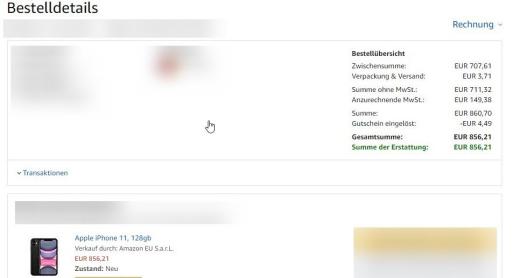 Bestelldetails
Rechnung
Bestellübersicht
Zwischensumme: EUR 707,61
Verpackung & Versand: EUR 3,71
Summe ohne MwSt.: EUR 711,32
Anzurechnende MwSt.: EUR 149,38
Summe: EUR 860,70
Gutschein eingelöst: -EUR 4,49
Gesamtsumme: EUR 856,21
Summe der Erstattung: EUR 856,21
Transaktionen
Apple iPhone 11, 128gb
Verkauf durch: Amazon EU S.a.r.L.
EUR 856,21
Zustand: Neu